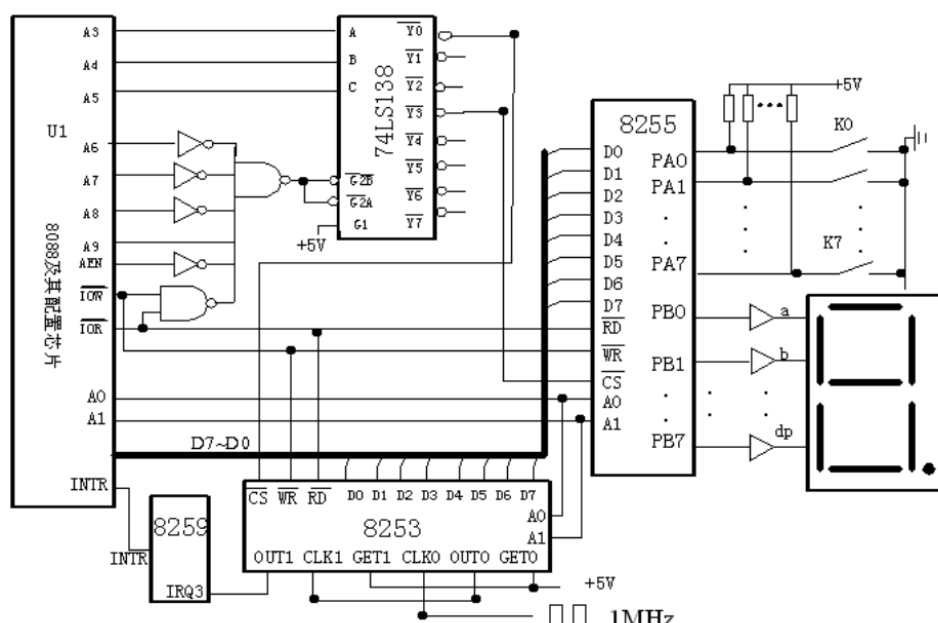 A3
A4
A5
U1
A6
A7
A8
A9
AEN
IOW
IOR
8088及其配置芯片
A0
A1
D7~D0
INTR
A
B
C
74LS138
G2B
G2A
G1
+5V
Y0
Y1
Y2
Y3
Y4
Y5
Y6
Y7
8255
D0
D1
D2
D3
D4
D5
D6
D7
RD
WR
CS
A0
A1
PA0
PA1
PA7
PB0
PB1
PB7
+5V
K0
K7
a
b
dp
8259
INTR
IRQ3
CS WR RD D0 D1 D2 D3 D4 D5 D6 D7
8253
A0
A1
OUT1 CLK1 GET1 CLK0 OUT0 GET0
+5V
1MHz